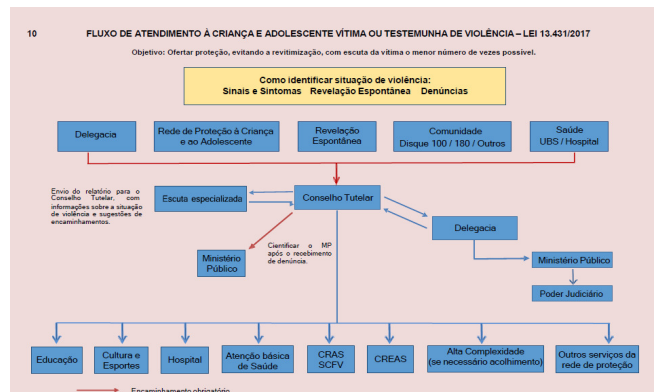 10 FLUXO DE ATENDIMENTO À CRIANÇA E ADOLESCENTE VÍTIMA OU TESTEMUNHA DE VIOLÊNCIA – LEI 13.431/2017
Objetivo: Ofertar proteção, evitando a revitimização, com escuta da vítima o menor número de vezes possível.
Como identificar situação de violência:
Sinais e Sintomas Revelação Espontânea Denúncias
Delegacia
Rede de Proteção à Criança
e ao Adolescente
Revelação
Espontânea
Comunidade
Disque 100 / 180 / Outros
Saúde
UBS / Hospital
Envio do relatório para o
Conselho Tutelar, com
informações sobre a situação
de violência e sugestões de
encaminhamentos.
Escuta especializada
Conselho Tutelar
Delegacia
Cientificar o MP
após o recebimento
de denúncia.
Ministério
Público
Ministério Público
Poder Judiciário
Educação
Cultura e
Esportes
Hospital
Atenção básica
de Saúde
CRAS
SCFV
CREAS
Alta Complexidade
(se necessário acolhimento)
Outros serviços da
rede de proteção
Encaminhamento obrigatório